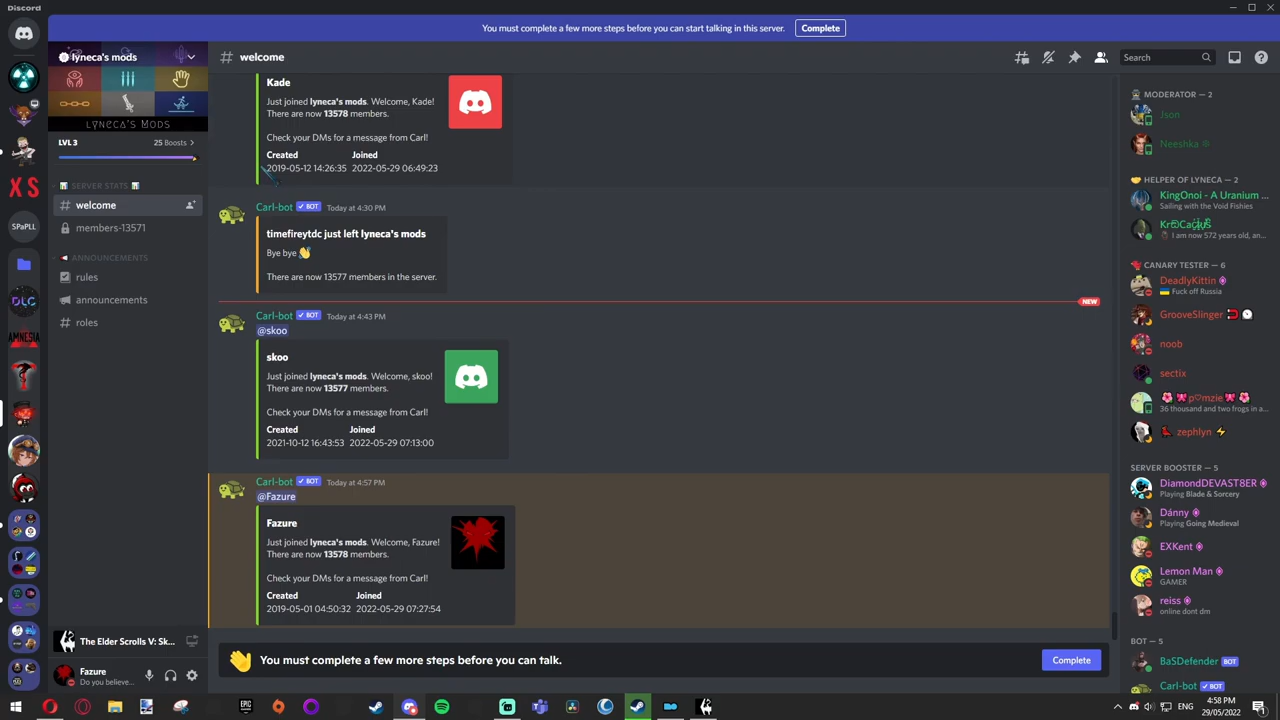 Discord
You must complete a few more steps before you can start talking in this server.
Complete
lyneca's mods
LYNECA'S MODS
LVL 3
25 Boosts
SERVER STATS
welcome
members-13571
ANNOUNCEMENTS
rules
announcements
roles
XS
SPaPLL
DLC
AMNESIA
The Elder Scrolls V: Sk...
Fazure
Do you believe...
welcome
Search
Kade
Just joined lyneca's mods. Welcome, Kade!
There are now 13578 members.
Check your DMs for a message from Carl!
Created Joined
2019-05-12 14:26:35 2022-05-29 06:49:23
Carl-bot BOT Today at 4:30 PM
timefireytdc just left lyneca's mods
Bye bye 👋
There are now 13577 members in the server.
NEW
Carl-bot BOT Today at 4:43 PM
@skoo
skoo
Just joined lyneca's mods. Welcome, skoo!
There are now 13577 members.
Check your DMs for a message from Carl!
Created Joined
2021-10-12 16:43:53 2022-05-29 07:13:00
Carl-bot BOT Today at 4:57 PM
@Fazure
Fazure
Just joined lyneca's mods. Welcome, Fazure!
There are now 13578 members.
Check your DMs for a message from Carl!
Created Joined
2019-05-01 04:50:32 2022-05-29 07:27:54
You must complete a few more steps before you can talk.
Complete
MODERATOR — 2
Json
Neeshka
HELPER OF LYNECA — 2
KingOnoi - A Uranium ...
Sailing with the Void Fishies
I am now 572 years old, an...
CANARY TESTER — 6
DeadlyKittin
Fuck off Russia
GrooveSlinger
noob
sectix
p♡mzie
36 thousand and two frogs in a...
zephlyn
SERVER BOOSTER — 5
DiamondDEVAST8ER
Playing Blade & Sorcery
Dánny
Playing Going Medieval
EXKent
Lemon Man
GAMER
reiss
online dont dm
BOT — 5
BaSDefender BOT
Carl-bot BOT
EPIC
ENG
4:58 PM
29/05/2022